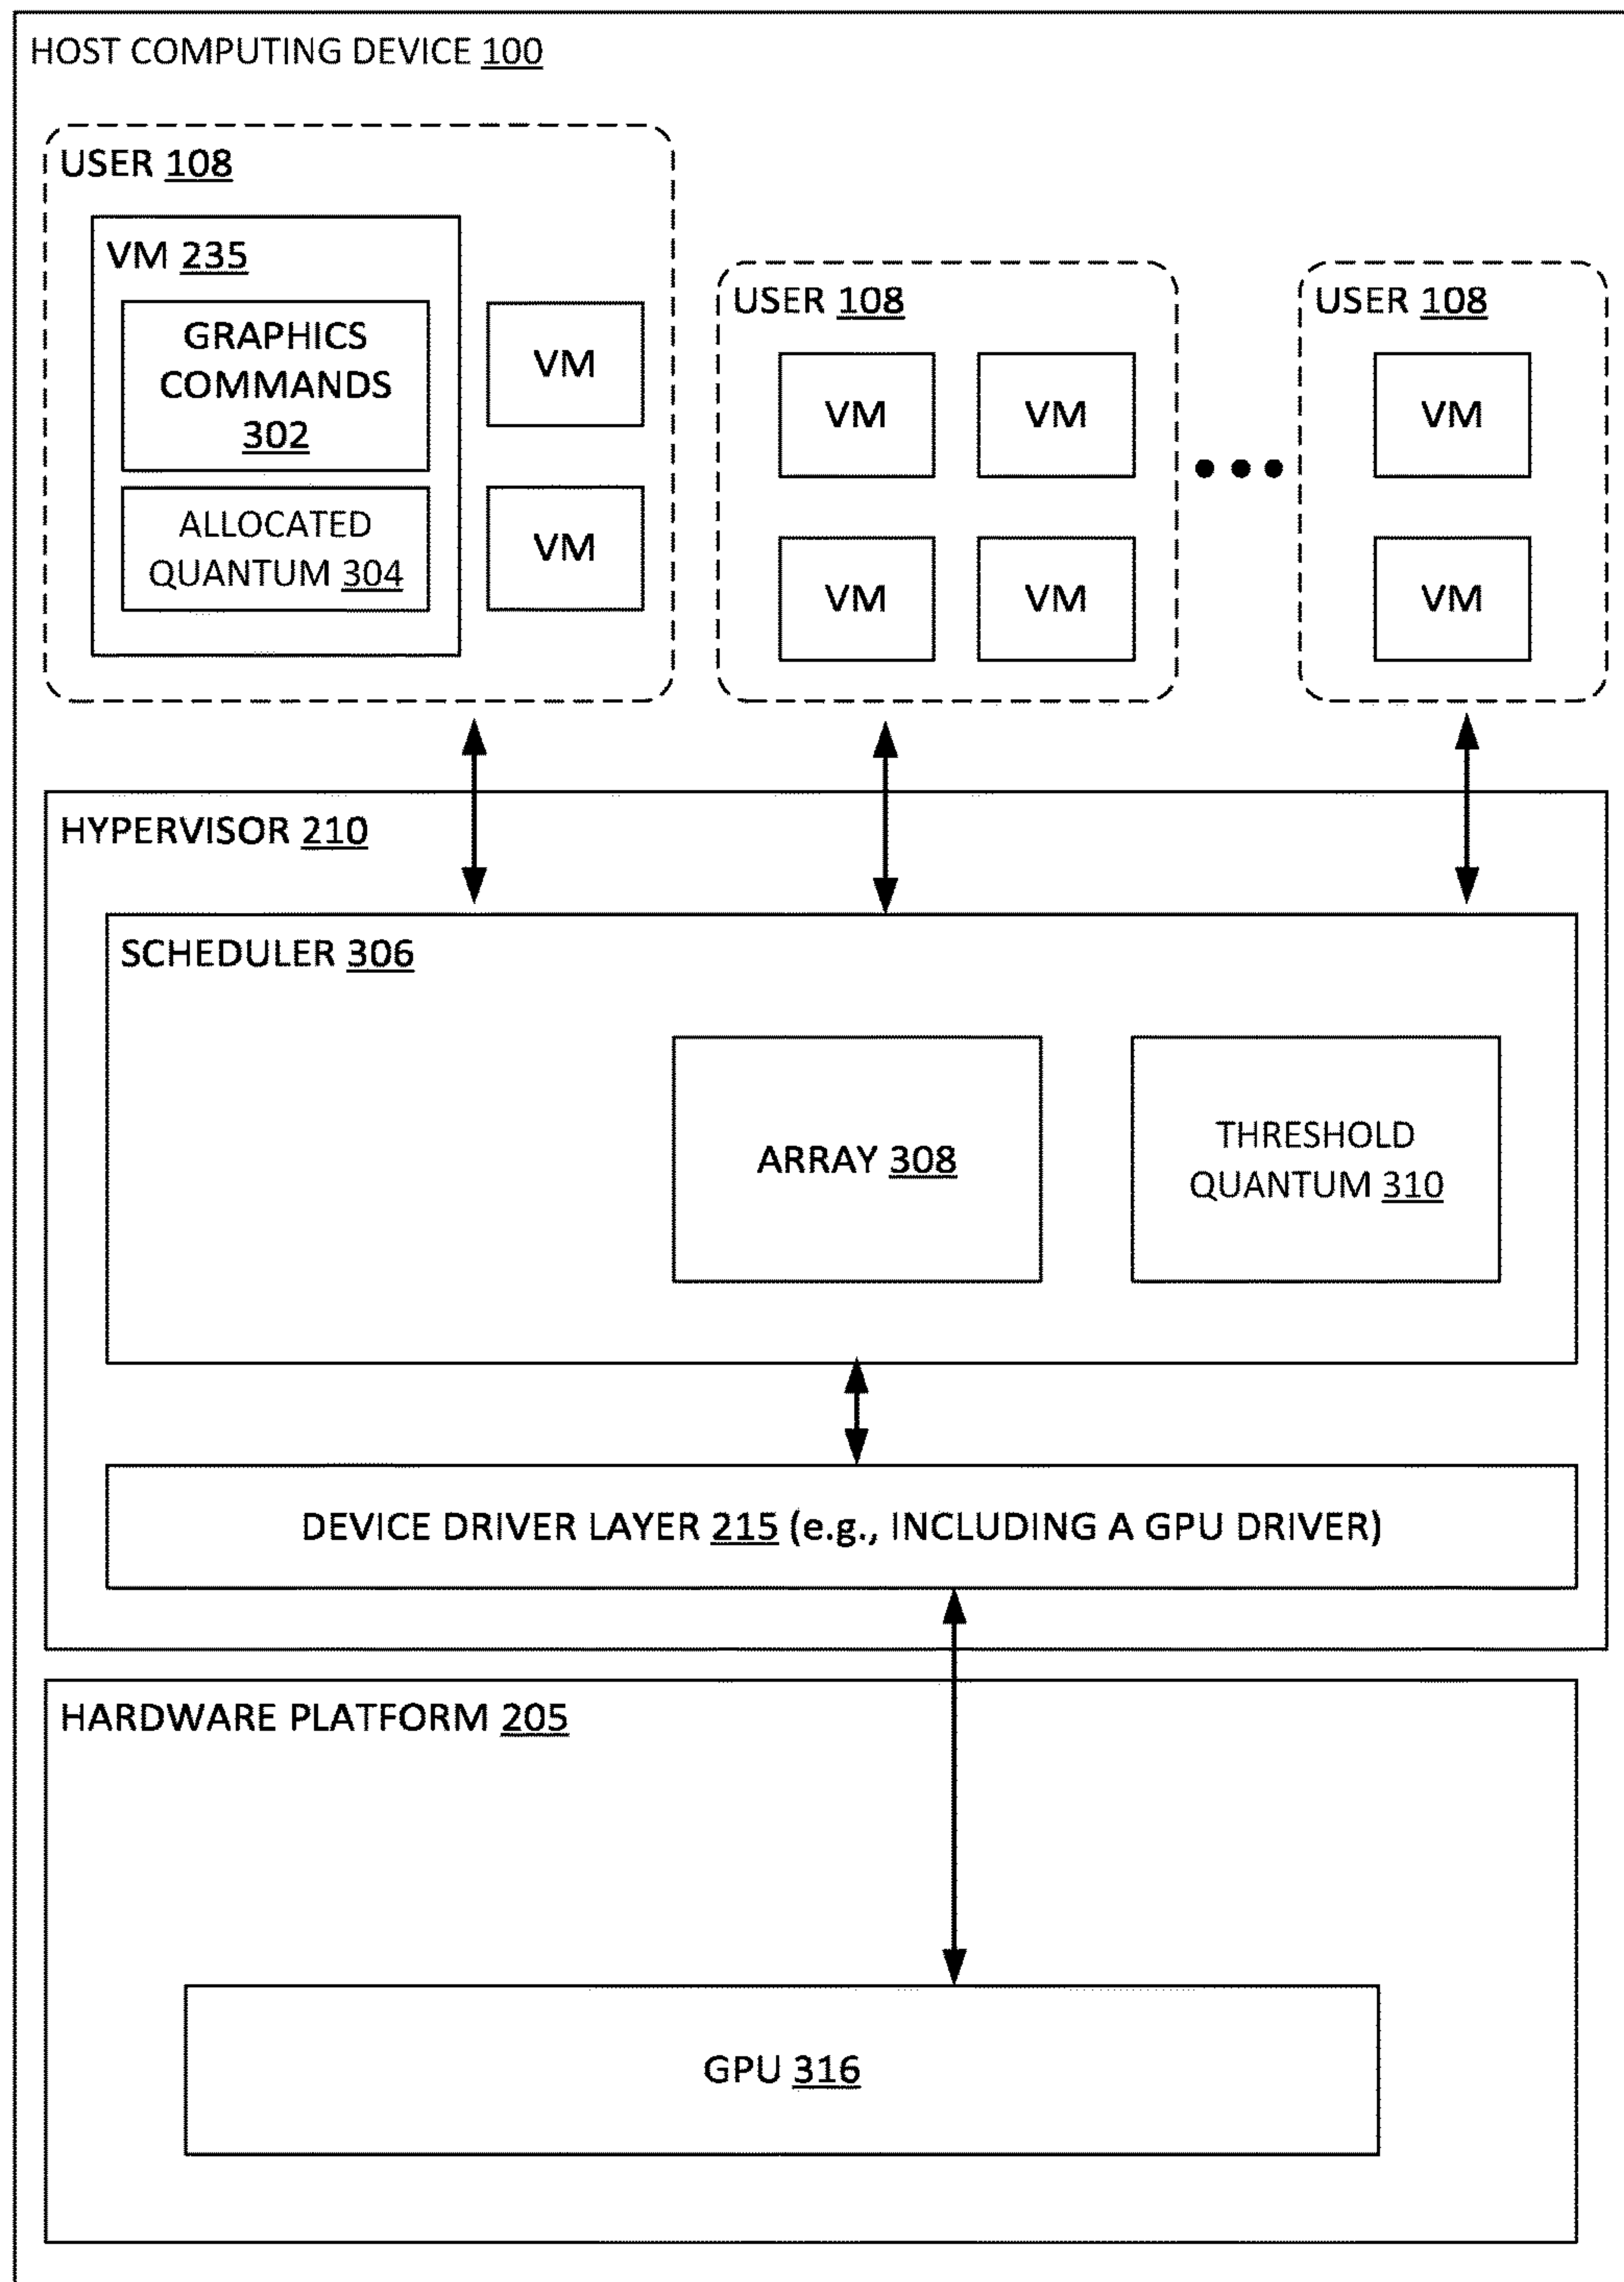 HOST COMPUTING DEVICE 100
USER 108
VM 235
GRAPHICS
COMMANDS
302
ALLOCATED
QUANTUM 304
VM
VM
USER 108
VM
VM
VM
VM
USER 108
VM
VM
HYPERVISOR 210
SCHEDULER 306
ARRAY 308
THRESHOLD
QUANTUM 310
DEVICE DRIVER LAYER 215 (e.g., INCLUDING A GPU DRIVER)
HARDWARE PLATFORM 205
GPU 316